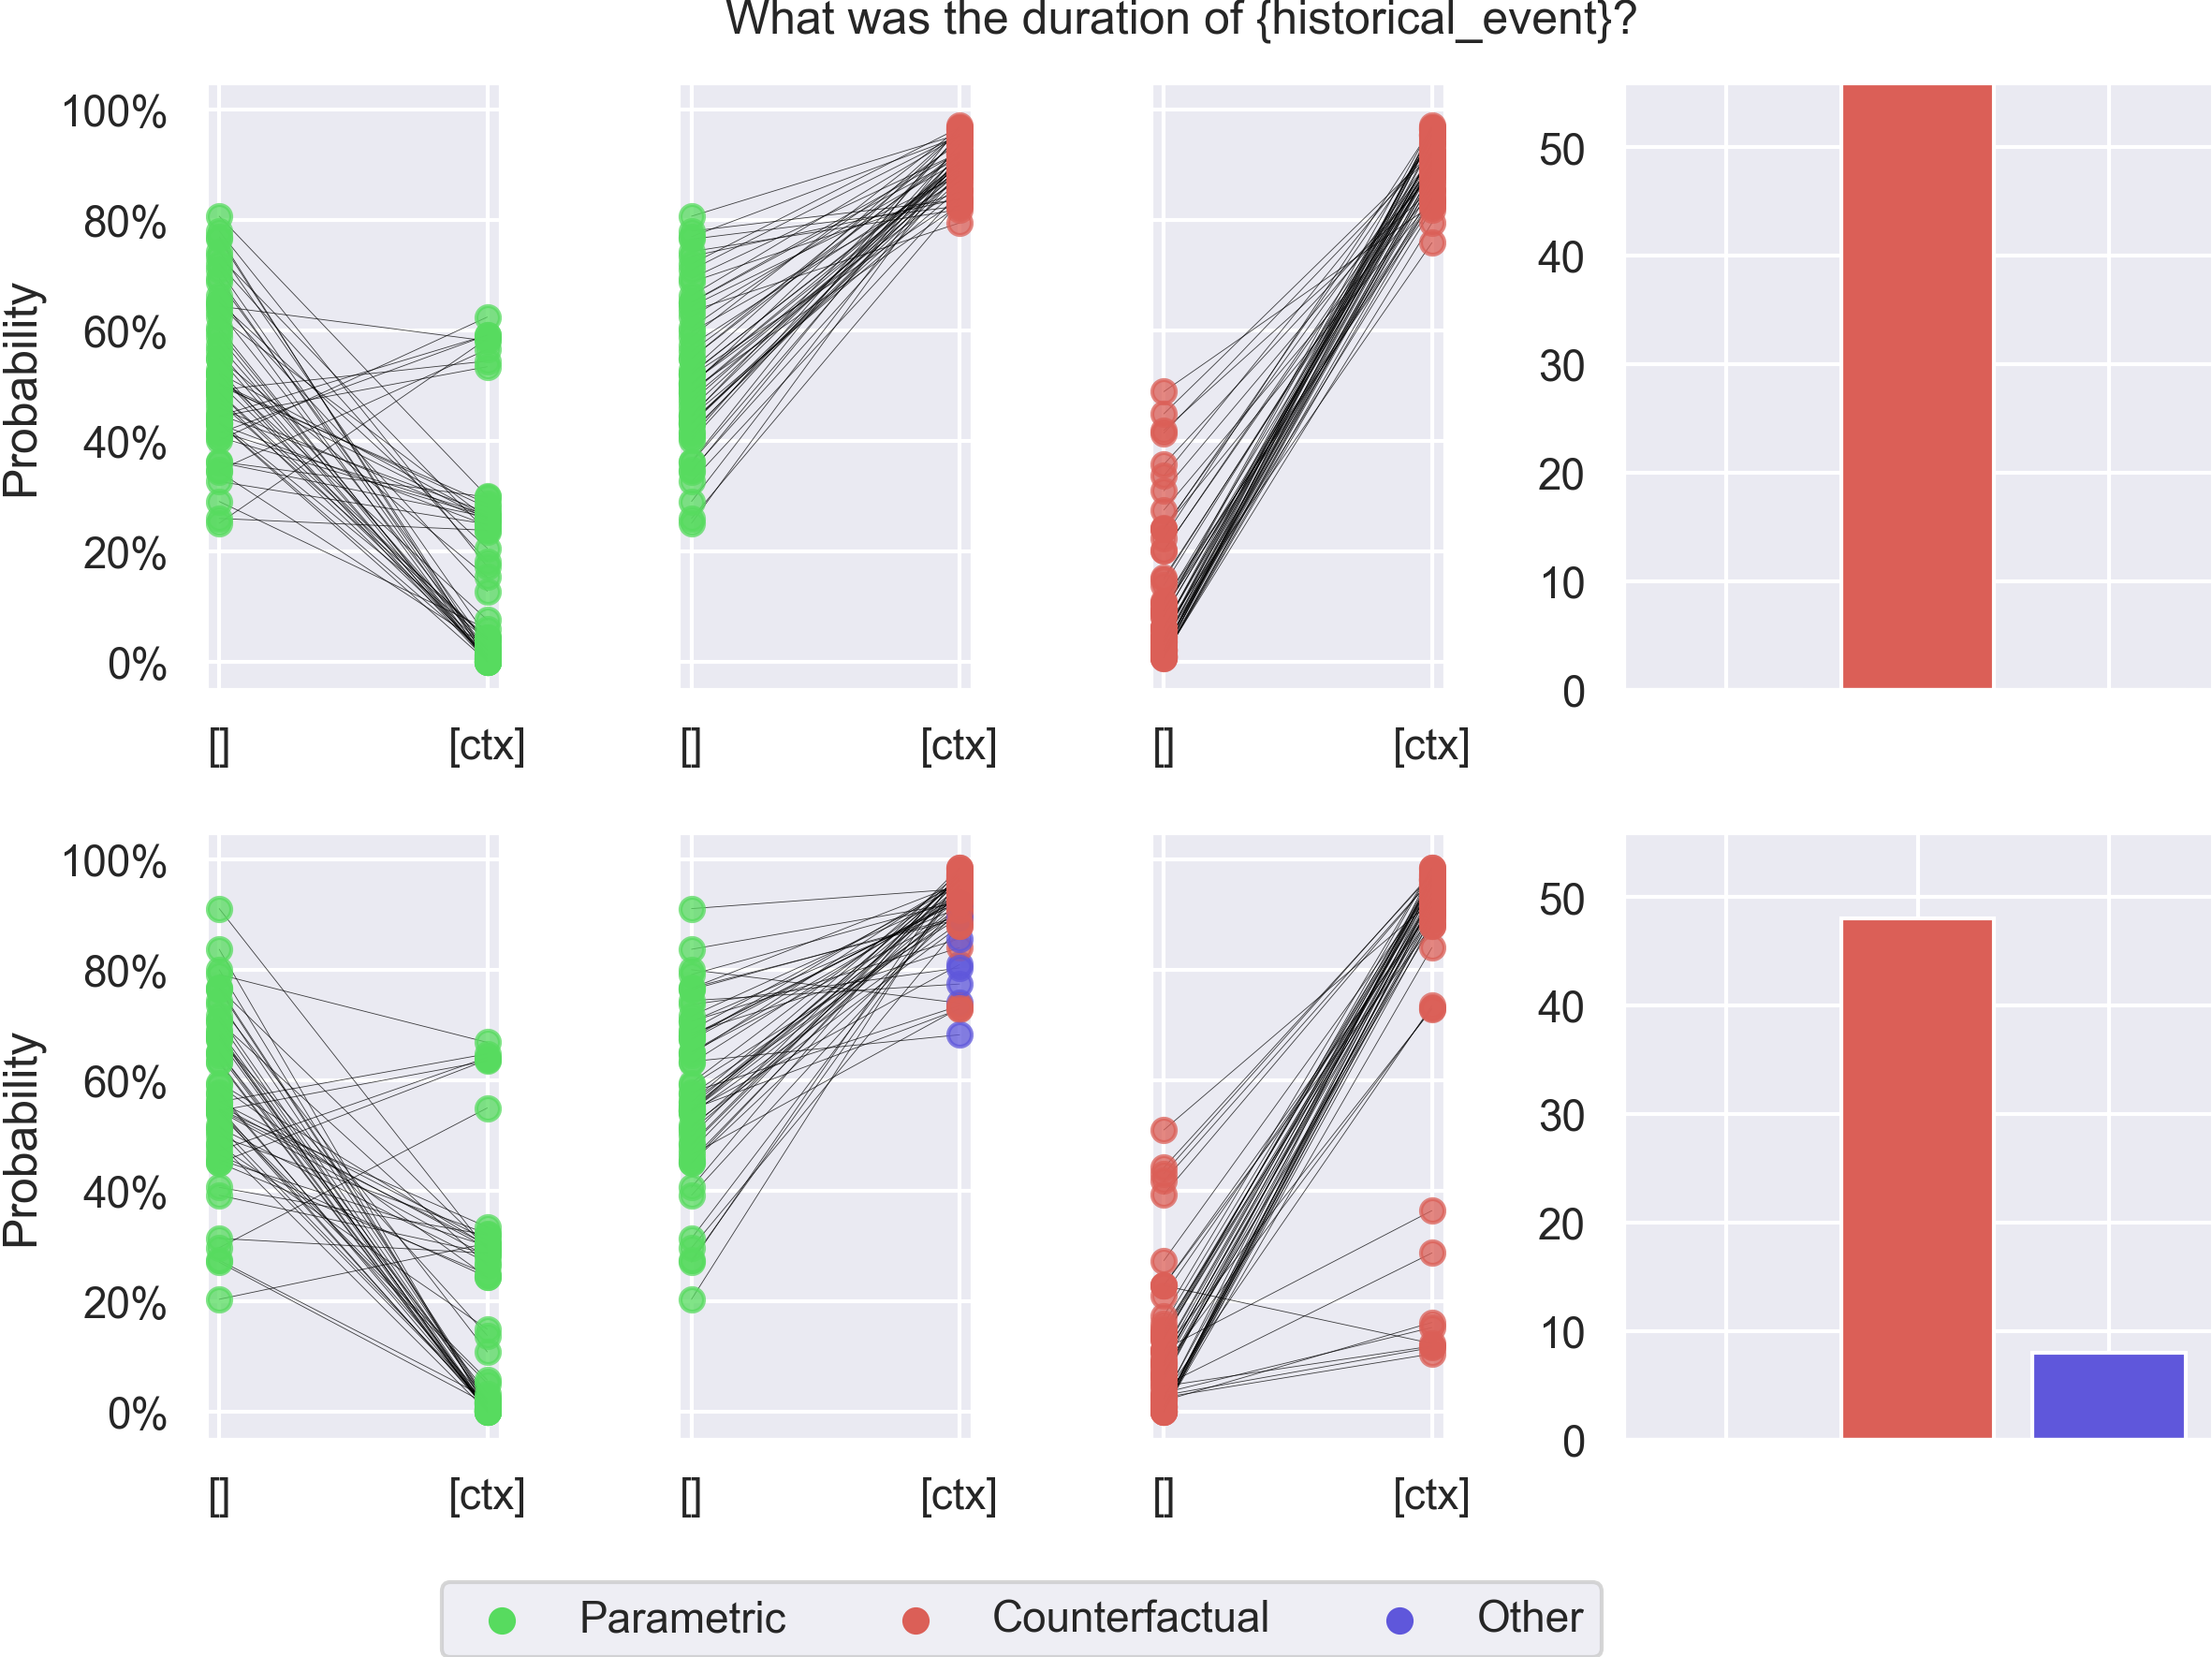 What was the duration of {historical_event}?
Probability
100%
80%
60%
40%
20%
0%
[] [ctx]
[] [ctx]
[] [ctx]
50
40
30
20
10
0
Probability
100%
80%
60%
40%
20%
0%
[] [ctx]
[] [ctx]
[] [ctx]
50
40
30
20
10
0
Parametric Counterfactual Other